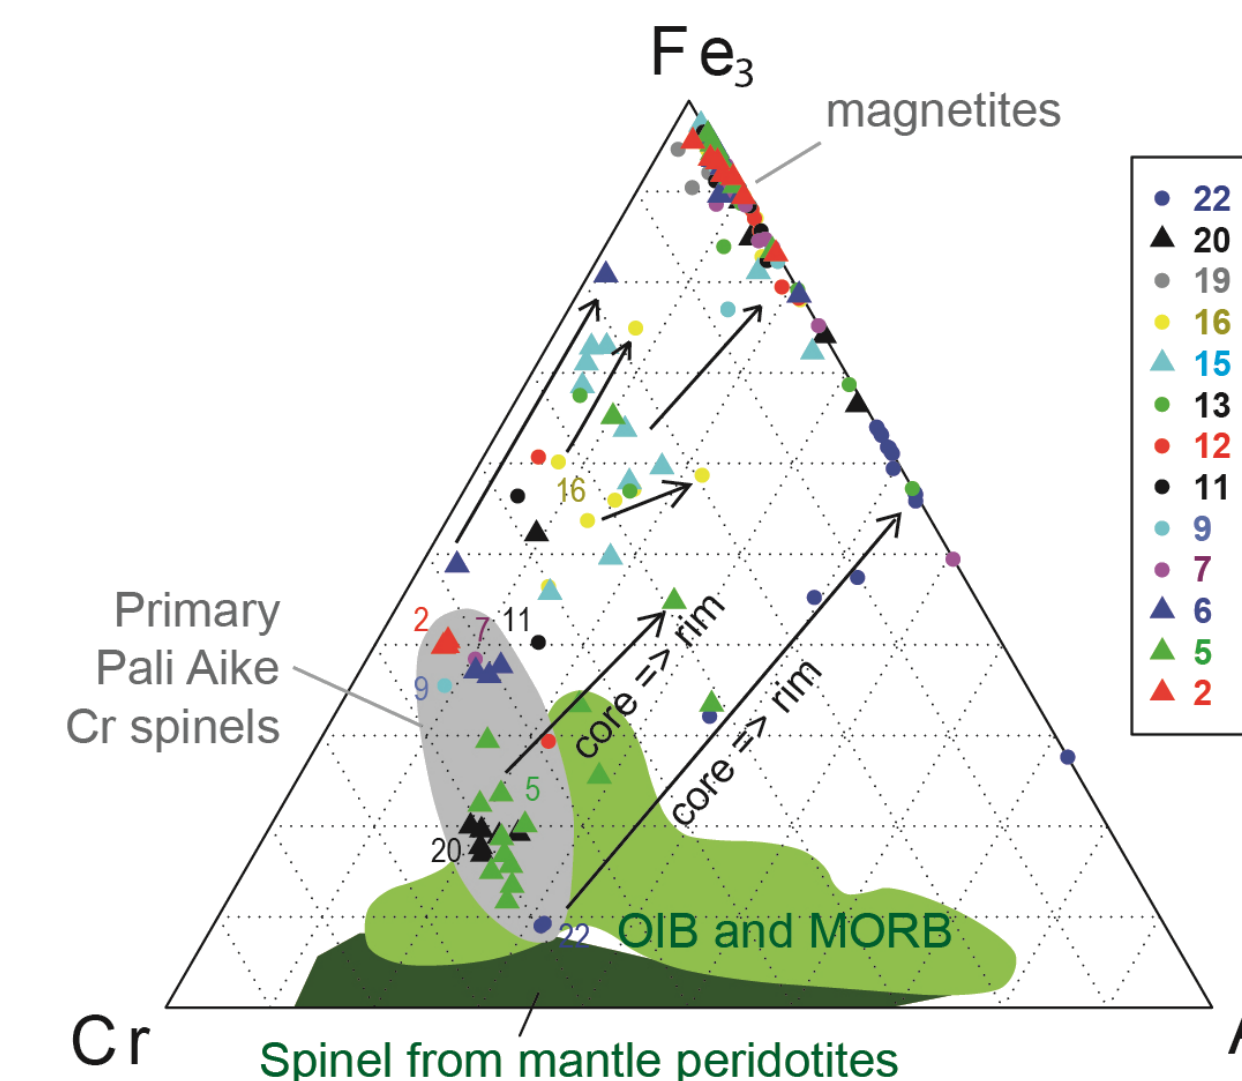 Fe3
magnetites
22
20
19
16
15
13
12
11
9
7
6
5
2
16
Primary
Pali Aike
Cr spinels
2
7
11
9
core => rim
core => rim
5
20
22
OIB and MORB
Cr
Spinel from mantle peridotites